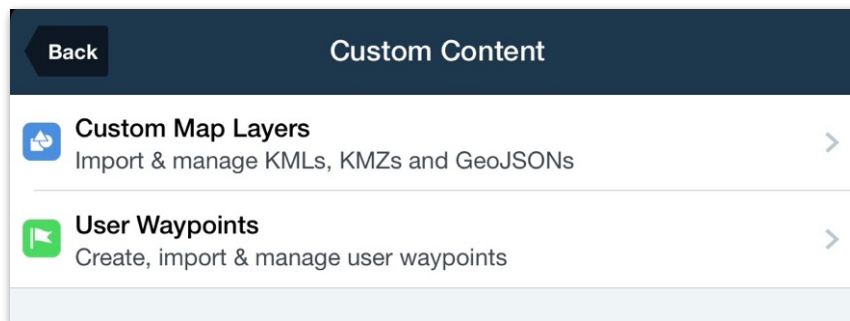 Back
Custom Content
Custom Map Layers
Import & manage KMLs, KMZs and GeoJSONs
User Waypoints
Create, import & manage user waypoints